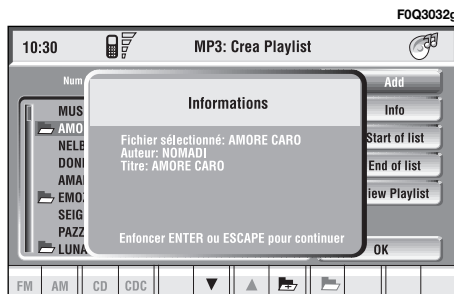 F0Q3032g
10:30 MP3: Crea Playlist
Num Add
Informations
MUS Info
AMO
NELB Start of list
Fichier sélectionné: AMORE CARO
Auteur: NOMADI
Titre: AMORE CARO
DONI End of list
AMAI
EMOZ iew Playlist
SEIG
PAZZ
Enfoncer ENTER ou ESCAPE pour continuer
LUNA OK
FM AM CD CDC